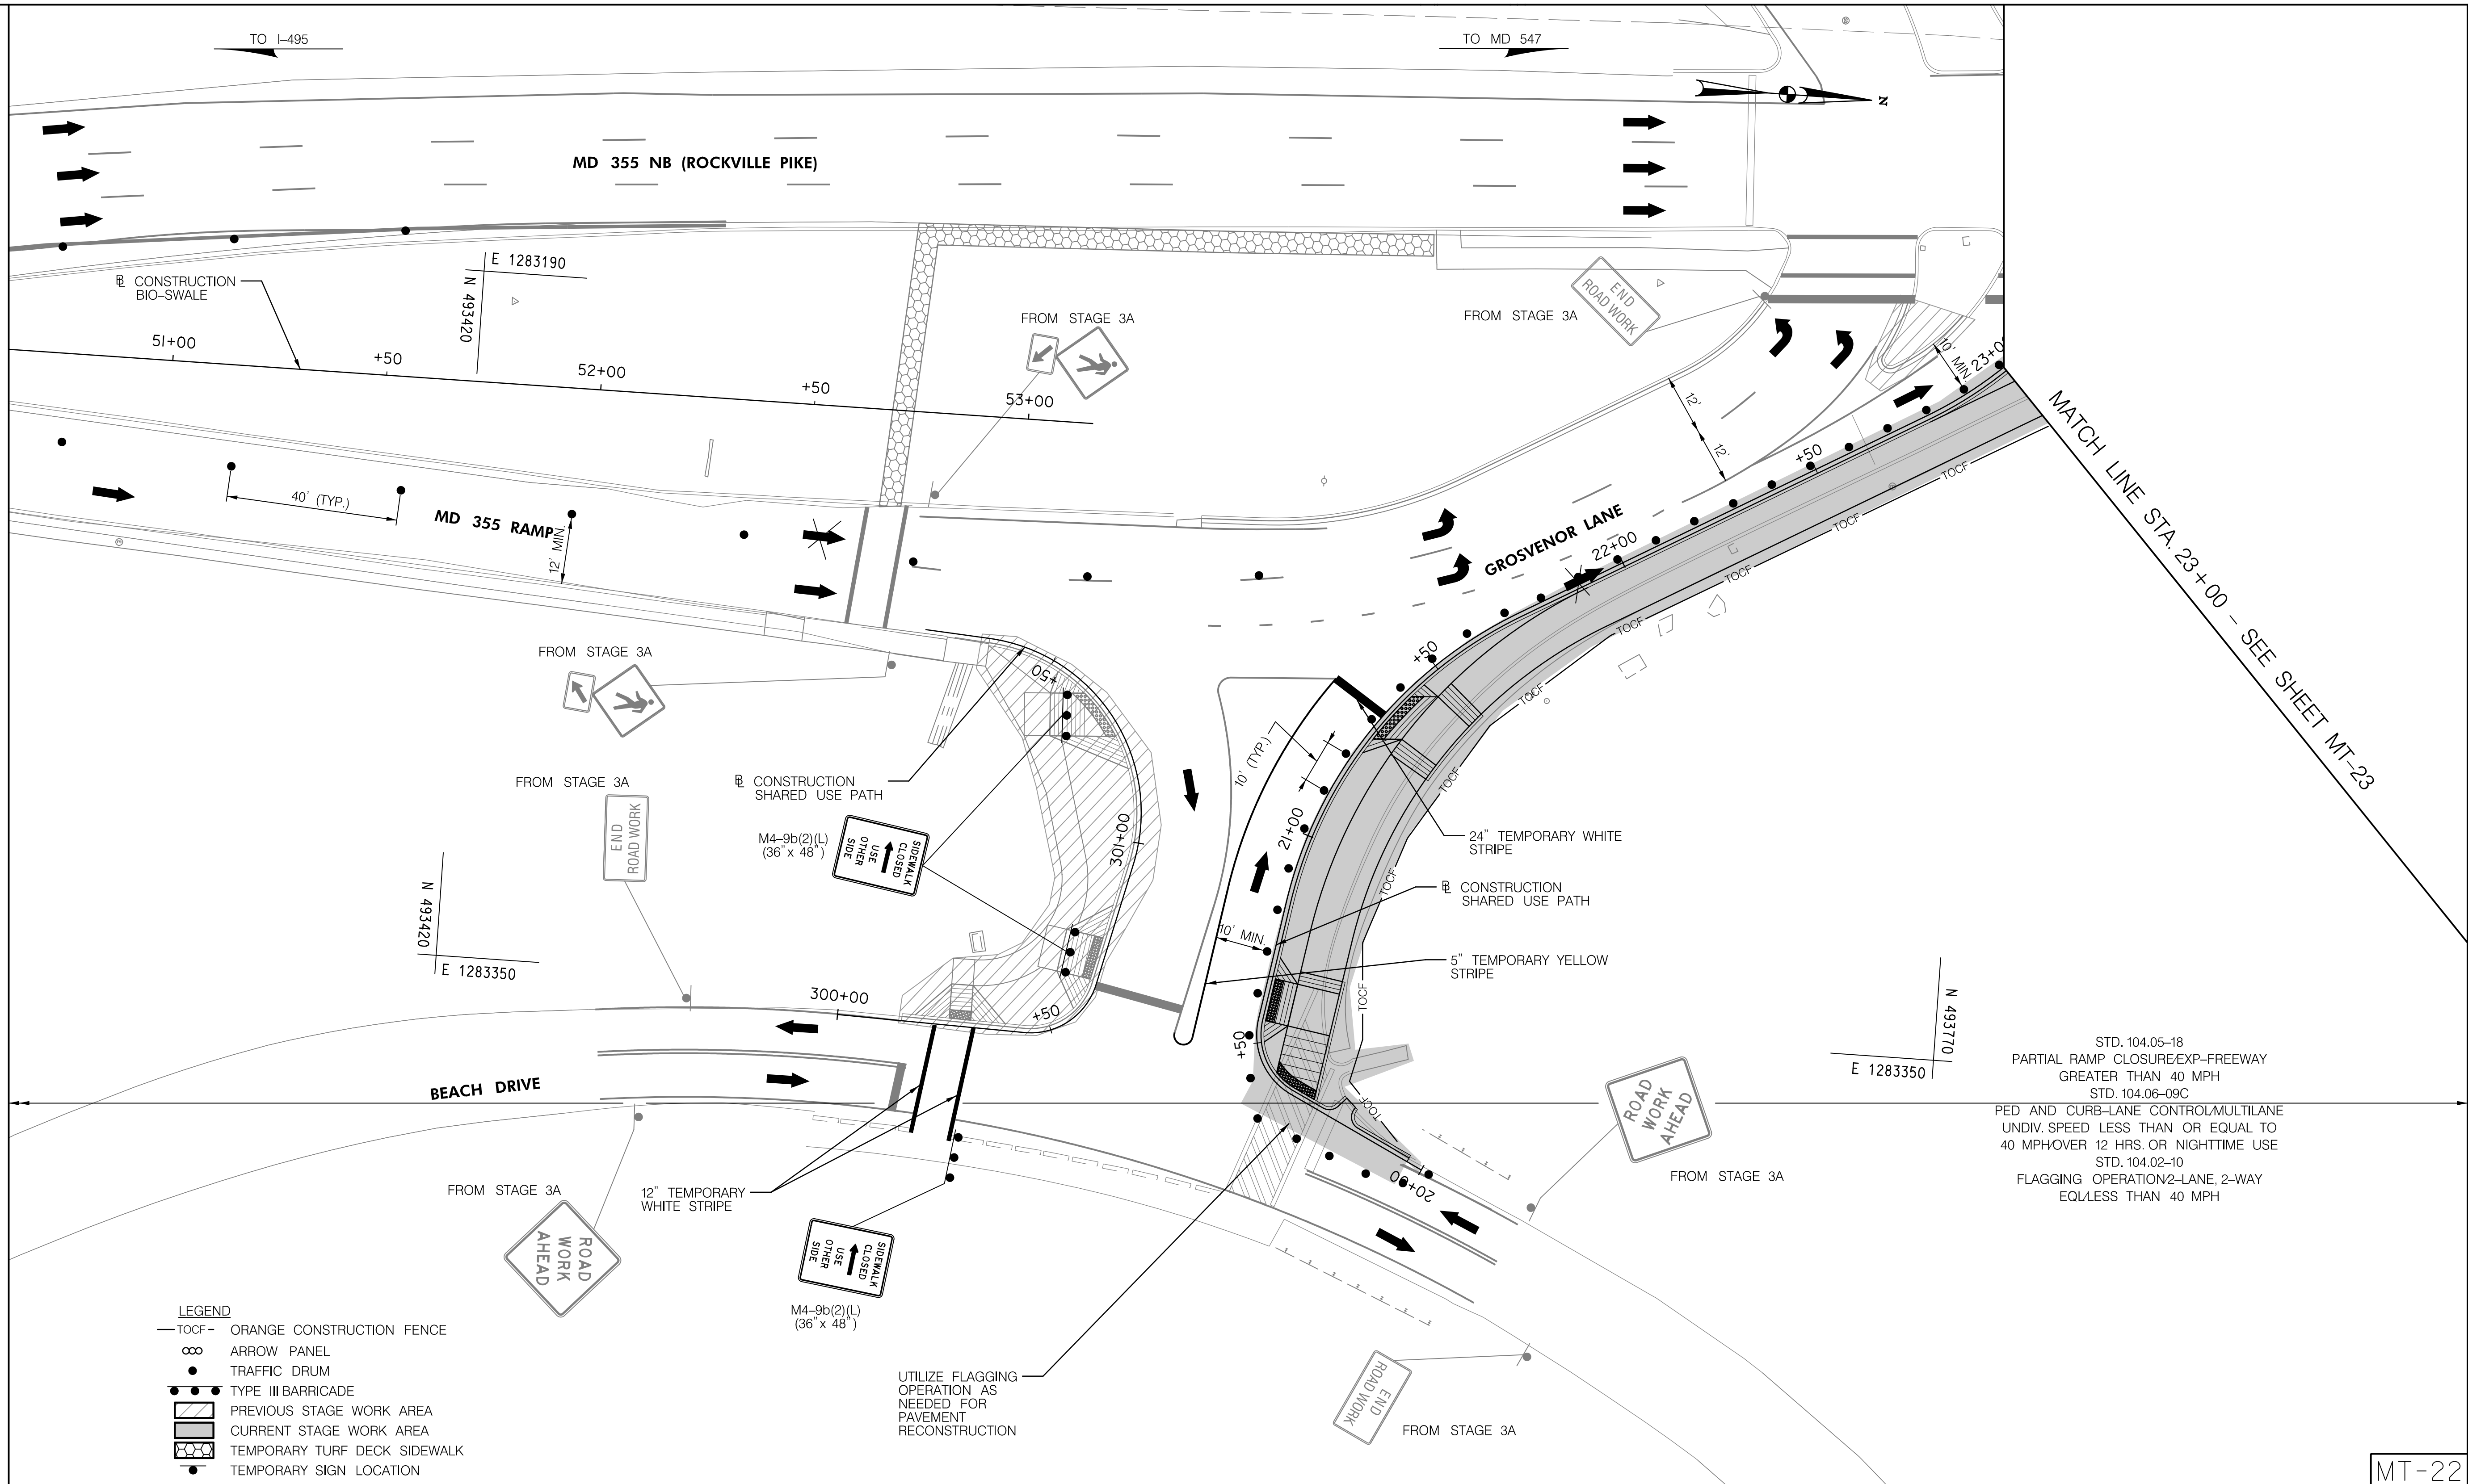 TO I-495
TO MD 547
N
MD 355 NB (ROCKVILLE PIKE)
E 1283190
N 493420
℄ CONSTRUCTION
BIO-SWALE
51+00
+50
52+00
+50
53+00
FROM STAGE 3A
FROM STAGE 3A
END
ROAD WORK
10' MIN.
23+0
12'
12'
+50
TOCF
MATCH LINE STA. 23+00 - SEE SHEET MT-23
40' (TYP.)
MD 355 RAMP
12' MIN.
GROSVENOR LANE
22+00
TOCF
TOCF
TOCF
TOCF
TOCF
+50
FROM STAGE 3A
+50
FROM STAGE 3A
END
ROAD WORK
℄ CONSTRUCTION
SHARED USE PATH
M4-9b(2)(L)
(36" x 48")
SIDEWALK
CLOSED
USE
OTHER
SIDE
301+00
10' (TYP.)
TOCF
21+00
24" TEMPORARY WHITE
STRIPE
TOCF
℄ CONSTRUCTION
SHARED USE PATH
10' MIN.
5" TEMPORARY YELLOW
STRIPE
TOCF
N 493420
E 1283350
300+00
+50
+50
N 493770
E 1283350
BEACH DRIVE
TOCF
20+00
ROAD
WORK
AHEAD
FROM STAGE 3A
STD. 104.05-18
PARTIAL RAMP CLOSURE/EXP-FREEWAY
GREATER THAN 40 MPH
STD. 104.06-09C
PED AND CURB-LANE CONTROL/MULTILANE
UNDIV. SPEED LESS THAN OR EQUAL TO
40 MPH/OVER 12 HRS. OR NIGHTTIME USE
STD. 104.02-10
FLAGGING OPERATION/2-LANE, 2-WAY
EQL/LESS THAN 40 MPH
FROM STAGE 3A
ROAD
WORK
AHEAD
12" TEMPORARY
WHITE STRIPE
SIDEWALK
CLOSED
USE
OTHER
SIDE
M4-9b(2)(L)
(36" x 48")
UTILIZE FLAGGING
OPERATION AS
NEEDED FOR
PAVEMENT
RECONSTRUCTION
END
ROAD WORK
FROM STAGE 3A
LEGEND
TOCF ORANGE CONSTRUCTION FENCE
ARROW PANEL
TRAFFIC DRUM
TYPE III BARRICADE
PREVIOUS STAGE WORK AREA
CURRENT STAGE WORK AREA
TEMPORARY TURF DECK SIDEWALK
TEMPORARY SIGN LOCATION
MT-22